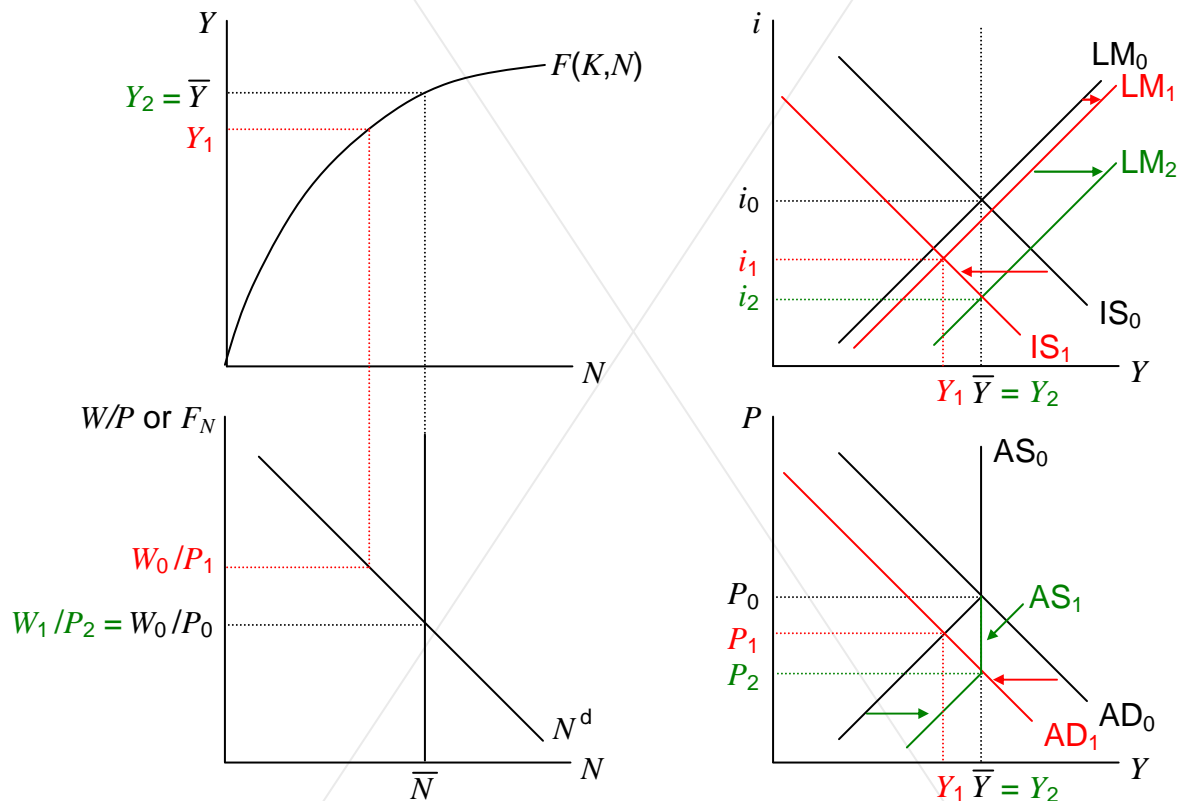 Y
F(K,N)
Y₂ = Y̅
Y₁
N
i
LM₀
LM₁
LM₂
i₀
i₁
i₂
IS₀
IS₁
Y₁ Y̅ = Y₂
Y
W/P or F_N
W₀/P₁
W₁/P₂ = W₀/P₀
Nᵈ
N̅
N
P
AS₀
P₀
AS₁
P₁
P₂
AD₀
AD₁
Y₁ Y̅ = Y₂
Y